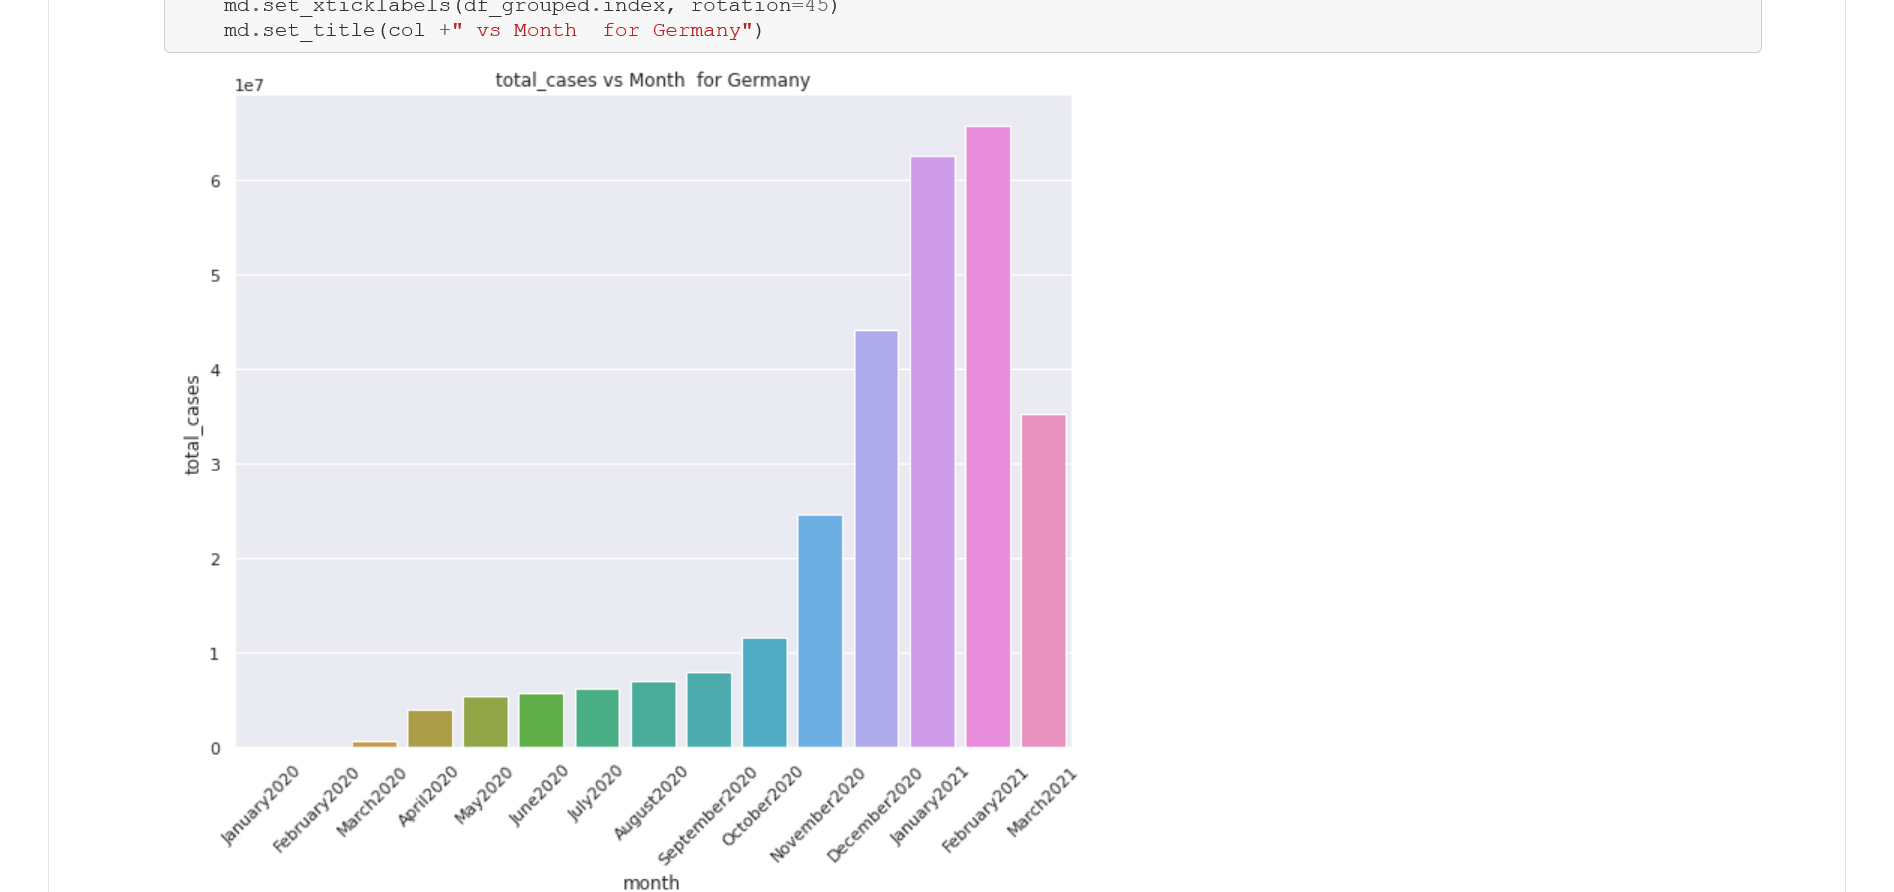 md.set_xticklabels(df_grouped.index, rotation=45)
md.set_title(col +" vs Month  for Germany")
total_cases vs Month  for Germany
1e7
6
5
4
3
2
1
0
total_cases
January2020
February2020
March2020
April2020
May2020
June2020
July2020
August2020
September2020
October2020
November2020
December2020
January2021
February2021
March2021
month